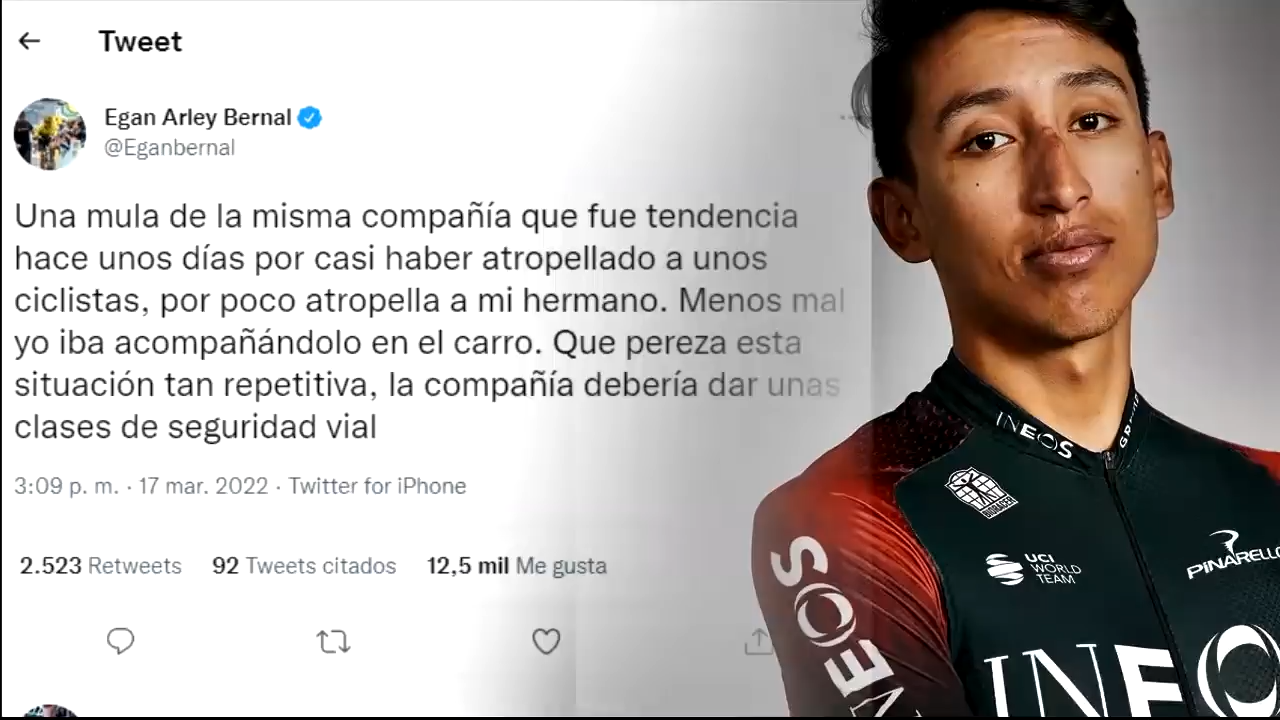 Tweet
Egan Arley Bernal
@Eganbernal
Una mula de la misma compañía que fue tendencia
hace unos días por casi haber atropellado a unos
ciclistas, por poco atropella a mi hermano. Menos mal
yo iba acompañándolo en el carro. Que pereza esta
situación tan repetitiva, la compañía debería dar unas
clases de seguridad vial
3:09 p. m. · 17 mar. 2022 · Twitter for iPhone
2.523 Retweets 92 Tweets citados 12,5 mil Me gusta
INEOS
BIORACER
UCI
WORLD
TEAM
PINARELLO
INEOS
INEO